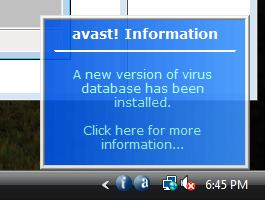 avast! Information
A new version of virus
database has been
installed.
Click here for more
information...
i a 6:45 PM